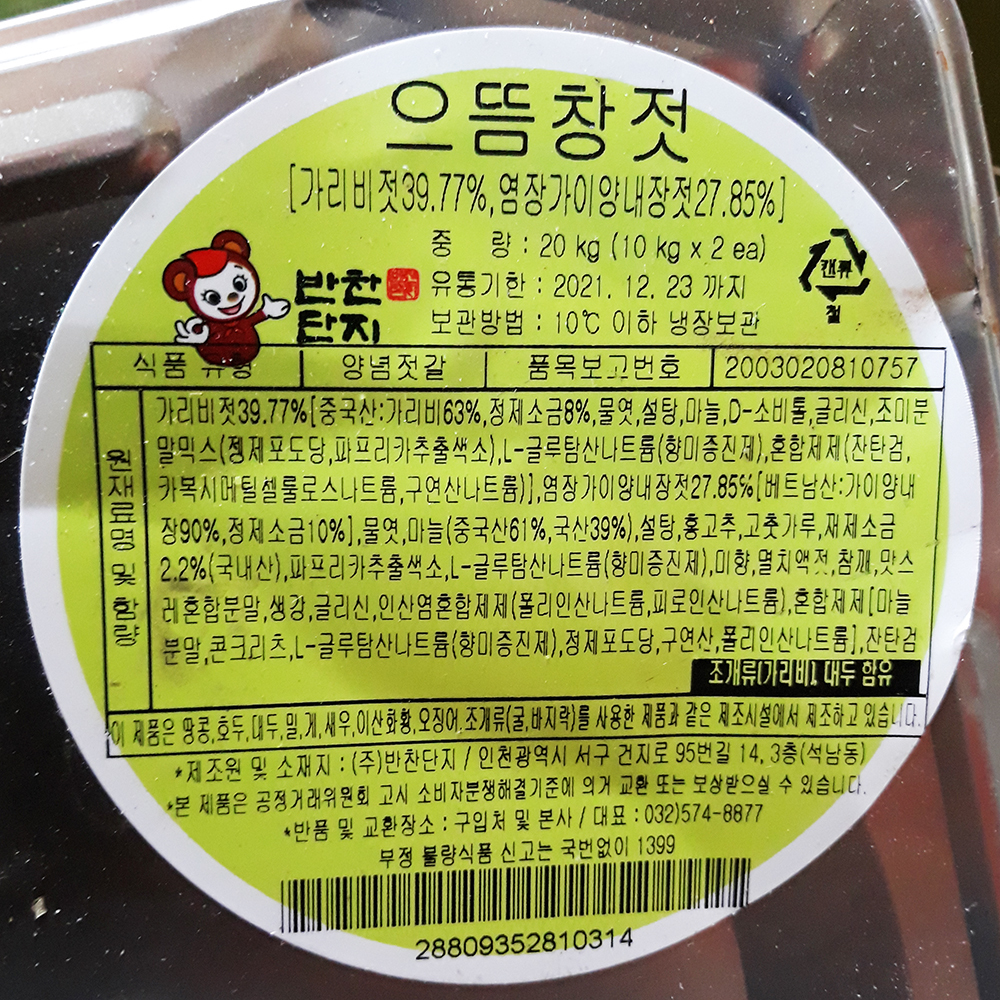 으뜸창젓
[가리비젓39.77%,염장가이양내장젓27.85%]
중 량 : 20 kg (10 kg x 2 ea)
유통기한 : 2021. 12. 23 까지
보관방법 : 10℃ 이하 냉장보관
반찬
단지
캔류
철
식품 유형 양념젓갈 품목보고번호 2003020810757
원재료명 및 함량
가리비젓39.77%[중국산:가리비63%,정제소금8%,물엿,설탕,마늘,D-소비톨,글리신,조미분
말믹스(정제포도당,파프리카추출색소),L-글루탐산나트륨(향미증진제),혼합제제(잔탄검,
카복시메틸셀룰로스나트륨,구연산나트륨)],염장가이양내장젓27.85%[베트남산:가이양내
장90%,정제소금10%],물엿,마늘(중국산61%,국산39%),설탕,홍고추,고춧가루,재제소금
2.2%(국내산),파프리카추출색소,L-글루탐산나트륨(향미증진제),미향,멸치액젓,참깨,맛스
레혼합분말,생강,글리신,인산염혼합제제(폴리인산나트륨,피로인산나트륨),혼합제제[마늘
분말,콘크리츠,L-글루탐산나트륨(향미증진제),정제포도당,구연산,폴리인산나트륨],잔탄검
조개류(가리비), 대두 함유
이 제품은 땅콩,호두,대두,밀,게,새우,이산화황,오징어,조개류(굴,바지락)를 사용한 제품과 같은 제조시설에서 제조하고 있습니다.
*제조원 및 소재지 : (주)반찬단지 / 인천광역시 서구 건지로 95번길 14, 3층(석남동)
*본 제품은 공정거래위원회 고시 소비자분쟁해결기준에 의거 교환 또는 보상받으실 수 있습니다.
*반품 및 교환장소 : 구입처 및 본사 / 대표 : 032)574-8877
부정 불량식품 신고는 국번없이 1399
28809352810314